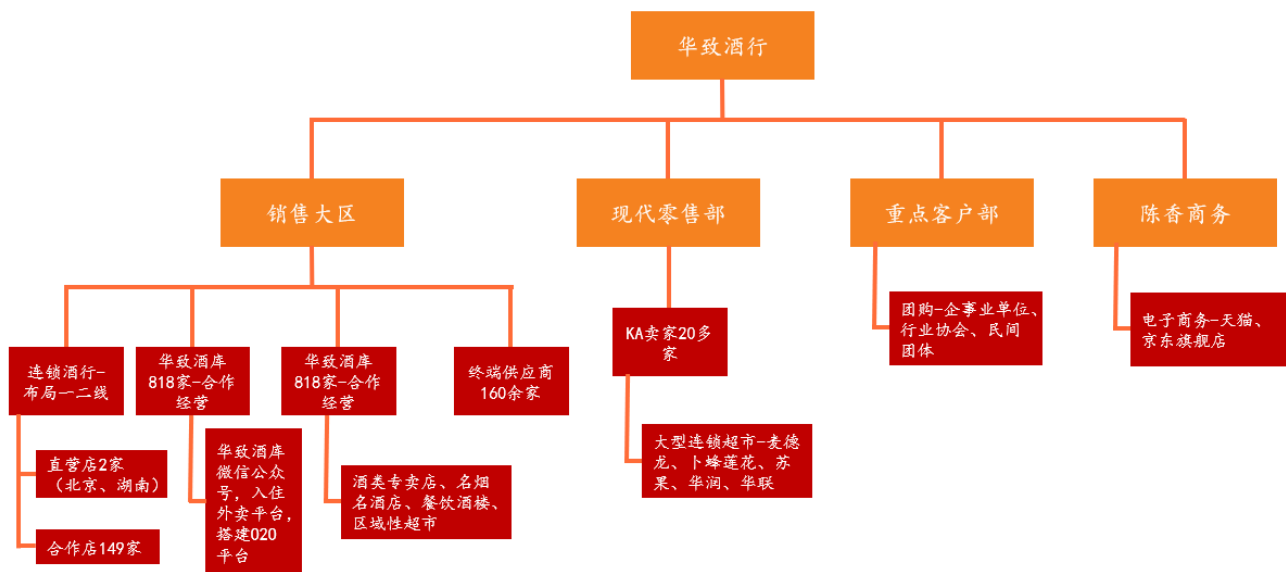 华致酒行
销售大区
现代零售部
重点客户部
陈香商务
连锁酒行-
布局一二线
华致酒库
818家-合作
经营
华致酒库
818家-合作
经营
终端供应商
160余家
KA卖家20多
家
团购-企事业单位、
行业协会、民间
团体
电子商务-天猫、
京东旗舰店
直营店2家
（北京、湖南）
合作店149家
华致酒库
微信公众
号，入住
外卖平台，
搭建O2O
平台
酒类专卖店、名烟
名酒店、餐饮酒楼、
区域性超市
大型连锁超市-麦德
龙、卜蜂莲花、苏
果、华润、华联